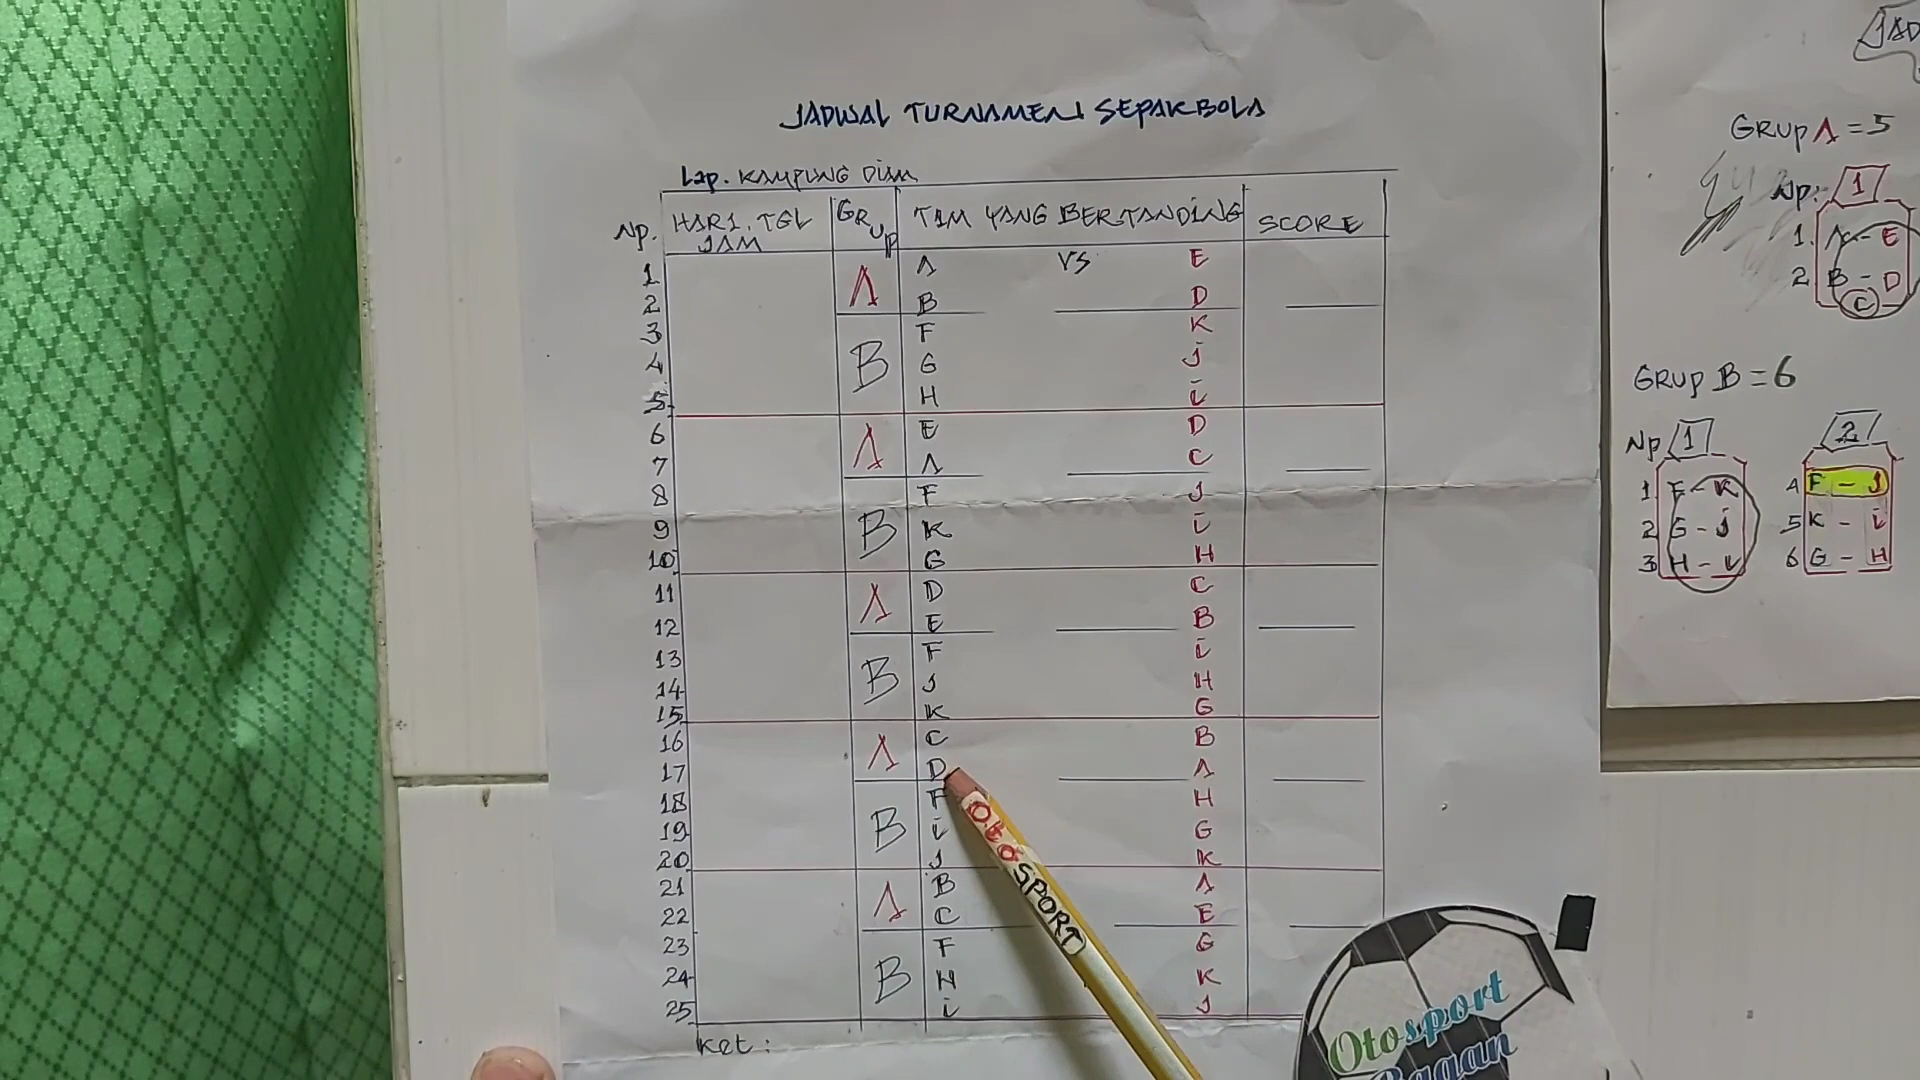 JADWAL TURNAMEN SEPAKBOLA
Lap. KAMPUNG DIAM
No. HARI, TGL JAM GRUP TIM YANG BERTANDING SCORE
1 A A VS E
2 B D
3 B F K
4 G J
5 H i
6 A E D
7 A C
8 B F J
9 K i
10 G H
11 A D C
12 E B
13 B F i
14 J H
15 K G
16 A C B
17 D A
18 B F H
19 i G
20 J K
21 A B A
22 C E
23 B F G
24 H K
25 i J
Ket :
OtoSPORT
Otosport
Bagan
JAD
GRUP A = 5
No: 1
1. A - E
2 B - D
C
GRUP B = 6
No 1 2
1 F - K 4 F - J
2 G - J 5 K - i
3 H - i 6 G - H